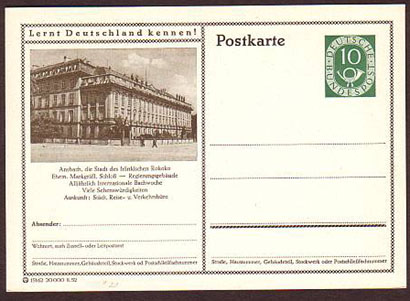 Lernt Deutschland kennen!
Ansbach, die Stadt des fränkischen Rokoko
Ehem. Markgräfl. Schloß — Regierungsgebäude
Alljährlich Internationale Bachwoche
Viele Sehenswürdigkeiten
Auskunft: Städt. Reise- u. Verkehrsbüro
Absender:
Wohnort, auch Zustell- oder Leitpostamt
Straße, Hausnummer, Gebäudeteil, Stockwerk od Postschließfachnummer
Postkarte
DEUTSCHE BUNDESPOST
10
Straße, Hausnummer, Gebäudeteil, Stockwerk oder Postschließfachnummer